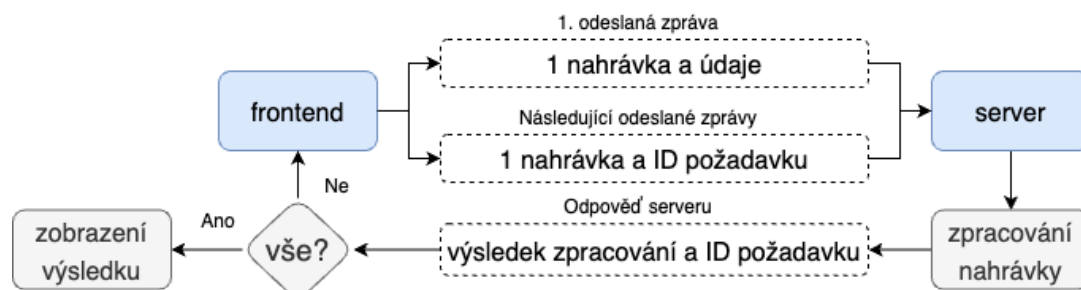 1. odeslaná zpráva
1 nahrávka a údaje
frontend
server
Následující odeslané zprávy
1 nahrávka a ID požadavku
Ne
Ano
Odpověď serveru
zobrazení
výsledku
vše?
výsledek zpracování a ID požadavku
zpracování
nahrávky